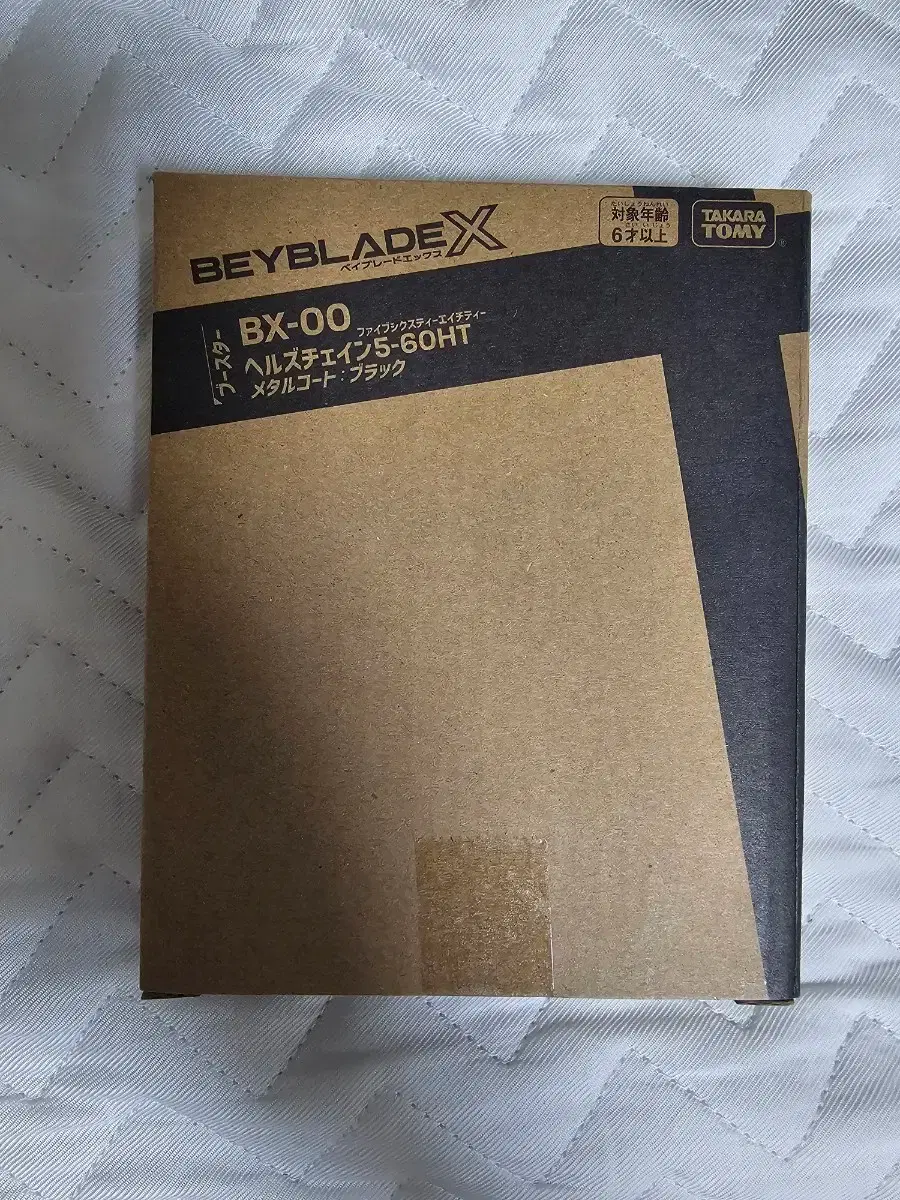 BEYBLADE X
ベイブレードエックス
たいしょうねんれい
対象年齢
さいいじょう
6才以上
TAKARA
TOMY
®
ブースター
BX-00
ファイブシックスティーエイチティー
ヘルズチェイン5-60HT
メタルコート:ブラック